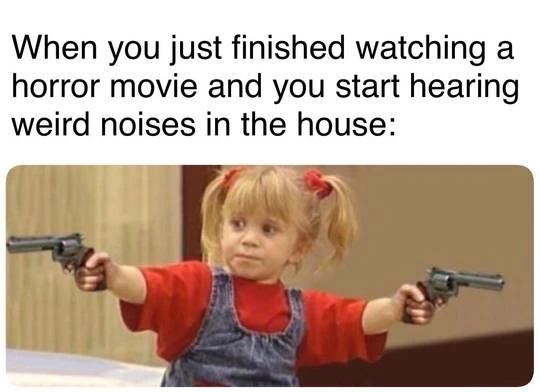 When you just finished watching a
horror movie and you start hearing
weird noises in the house: